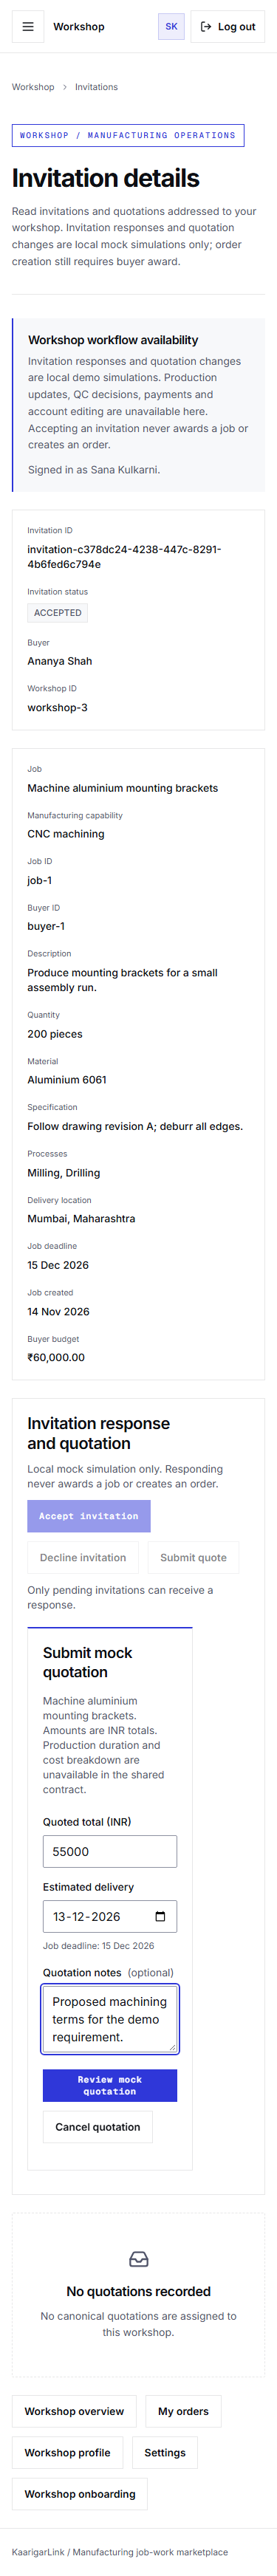 Workshop
SK
Log out
Workshop > Invitations
WORKSHOP / MANUFACTURING OPERATIONS
Invitation details
Read invitations and quotations addressed to your
workshop. Invitation responses and quotation
changes are local mock simulations only; order
creation still requires buyer award.
Workshop workflow availability
Invitation responses and quotation changes
are local demo simulations. Production
updates, QC decisions, payments and
account editing are unavailable here.
Accepting an invitation never awards a job or
creates an order.
Signed in as Sana Kulkarni.
Invitation ID
invitation-c378dc24-4238-447c-8291-
4b6fed6c794e
Invitation status
ACCEPTED
Buyer
Ananya Shah
Workshop ID
workshop-3
Job
Machine aluminium mounting brackets
Manufacturing capability
CNC machining
Job ID
job-1
Buyer ID
buyer-1
Description
Produce mounting brackets for a small
assembly run.
Quantity
200 pieces
Material
Aluminium 6061
Specification
Follow drawing revision A; deburr all edges.
Processes
Milling, Drilling
Delivery location
Mumbai, Maharashtra
Job deadline
15 Dec 2026
Job created
14 Nov 2026
Buyer budget
₹60,000.00
Invitation response
and quotation
Local mock simulation only. Responding
never awards a job or creates an order.
Accept invitation
Decline invitation
Submit quote
Only pending invitations can receive a
response.
Submit mock
quotation
Machine aluminium
mounting brackets.
Amounts are INR totals.
Production duration and
cost breakdown are
unavailable in the shared
contract.
Quoted total (INR)
55000
Estimated delivery
13-12-2026
Job deadline: 15 Dec 2026
Quotation notes (optional)
Proposed machining
terms for the demo
requirement.
Review mock
quotation
Cancel quotation
No quotations recorded
No canonical quotations are assigned to
this workshop.
Workshop overview
My orders
Workshop profile
Settings
Workshop onboarding
KaarigarLink / Manufacturing job-work marketplace